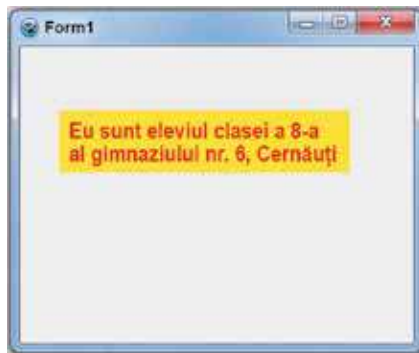 Form1
Eu sunt eleviul clasei a 8-a
al gimnaziului nr. 6, Cernăuți